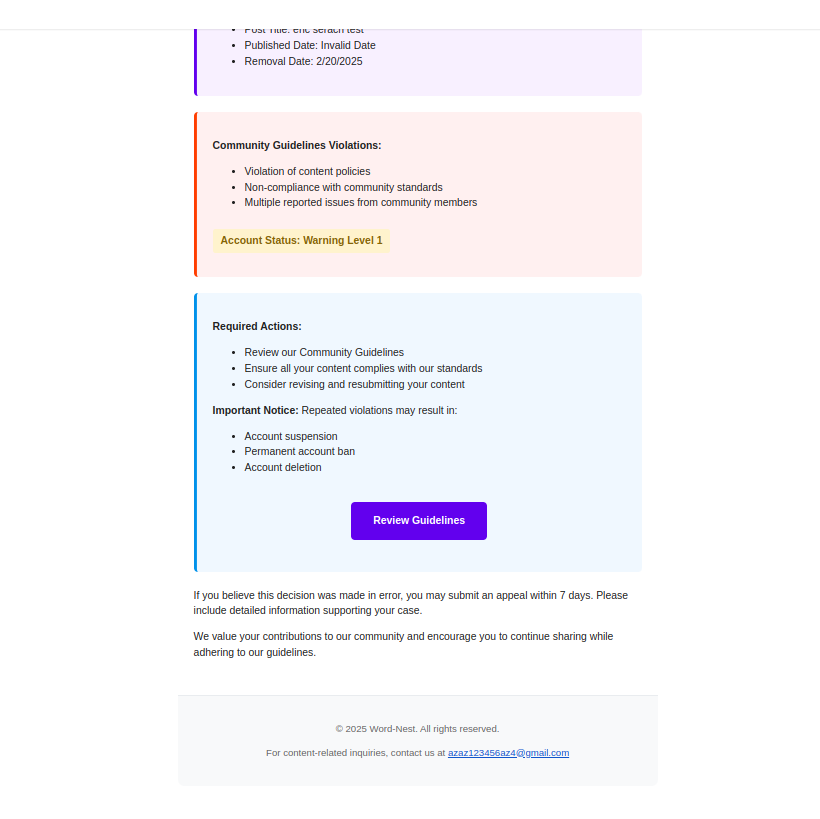 Post Title: eric serach test
Published Date: Invalid Date
Removal Date: 2/20/2025
Community Guidelines Violations:
Violation of content policies
Non-compliance with community standards
Multiple reported issues from community members
Account Status: Warning Level 1
Required Actions:
Review our Community Guidelines
Ensure all your content complies with our standards
Consider revising and resubmitting your content
Important Notice: Repeated violations may result in:
Account suspension
Permanent account ban
Account deletion
Review Guidelines
If you believe this decision was made in error, you may submit an appeal within 7 days. Please
include detailed information supporting your case.
We value your contributions to our community and encourage you to continue sharing while
adhering to our guidelines.
© 2025 Word-Nest. All rights reserved.
For content-related inquiries, contact us at azaz123456az4@gmail.com